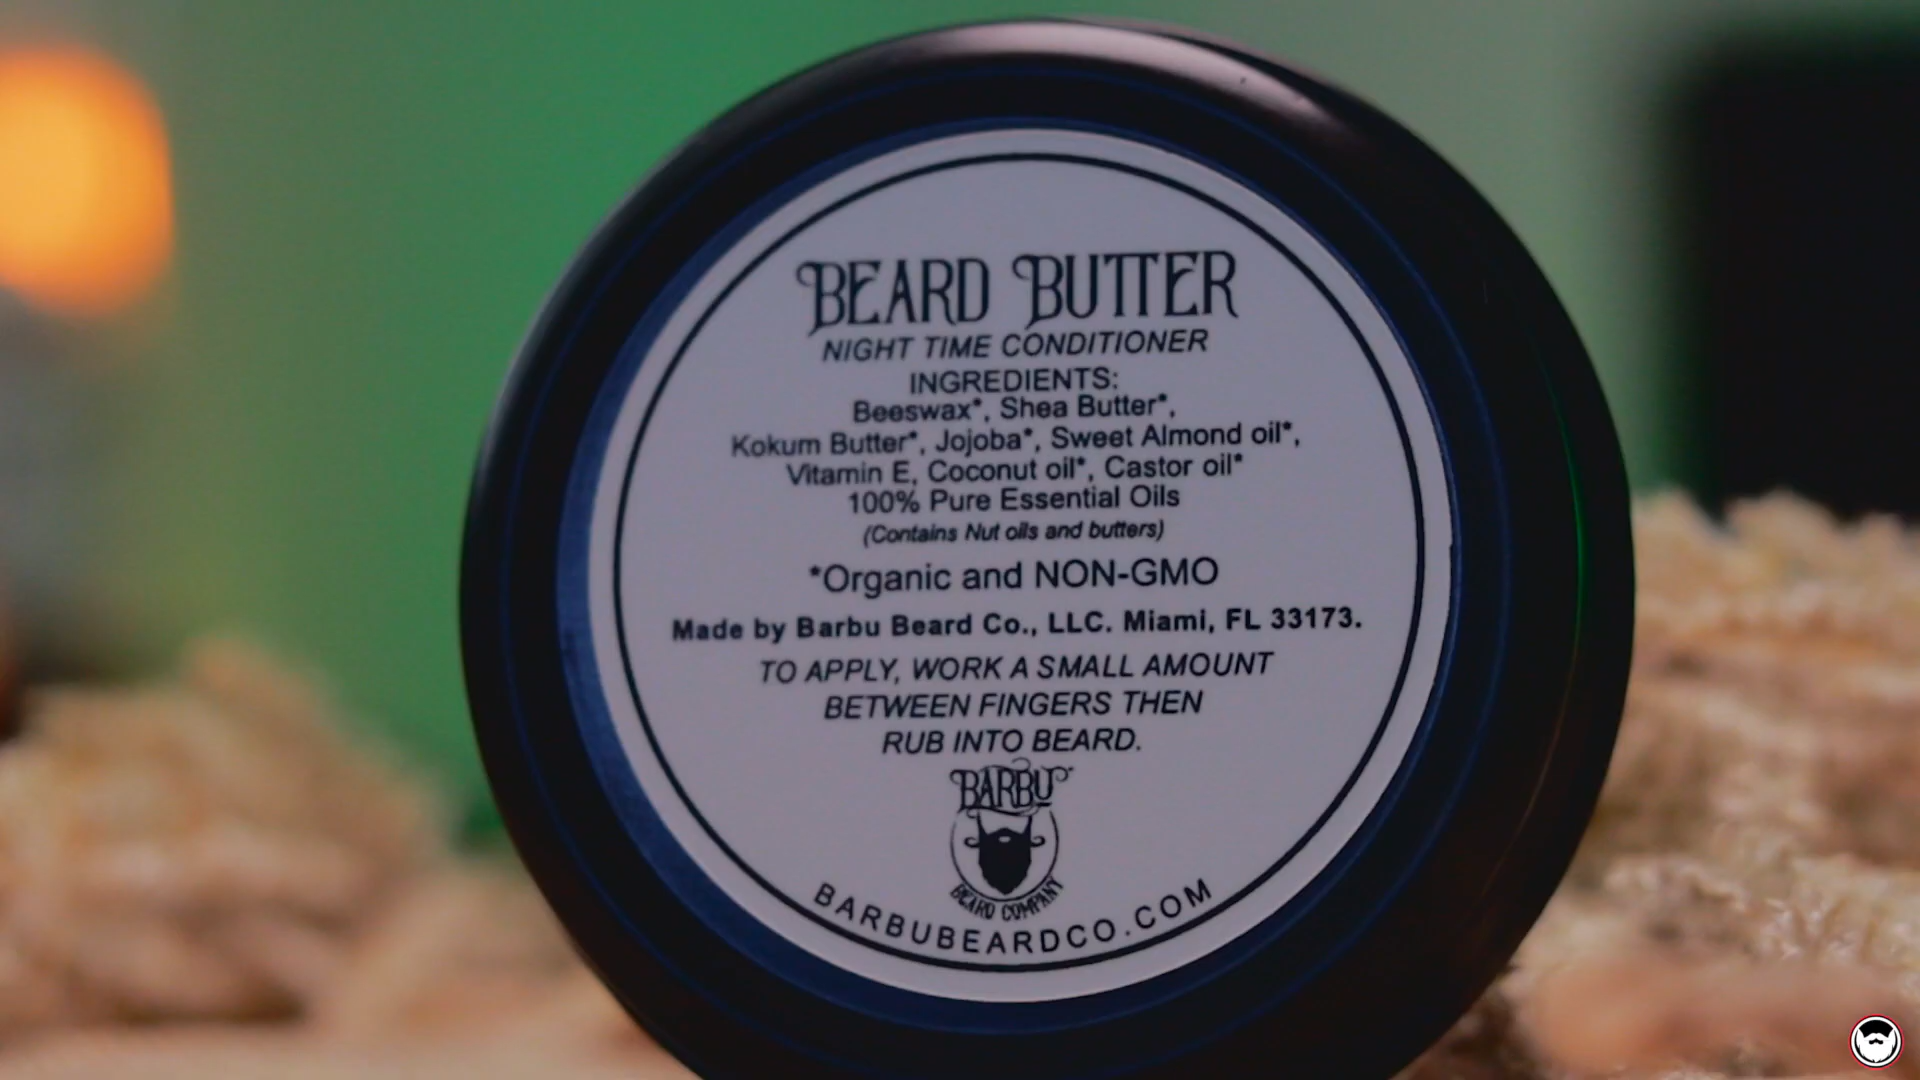 BEARD BUTTER
NIGHT TIME CONDITIONER
INGREDIENTS:
Beeswax*, Shea Butter*,
Kokum Butter*, Jojoba*, Sweet Almond oil*,
Vitamin E, Coconut oil*, Castor oil*
100% Pure Essential Oils
(Contains Nut oils and butters)
*Organic and NON-GMO
Made by Barbu Beard Co., LLC. Miami, FL 33173.
TO APPLY, WORK A SMALL AMOUNT
BETWEEN FINGERS THEN
RUB INTO BEARD.
BARBU
BEARD COMPANY
BARBUBEARDCO.COM